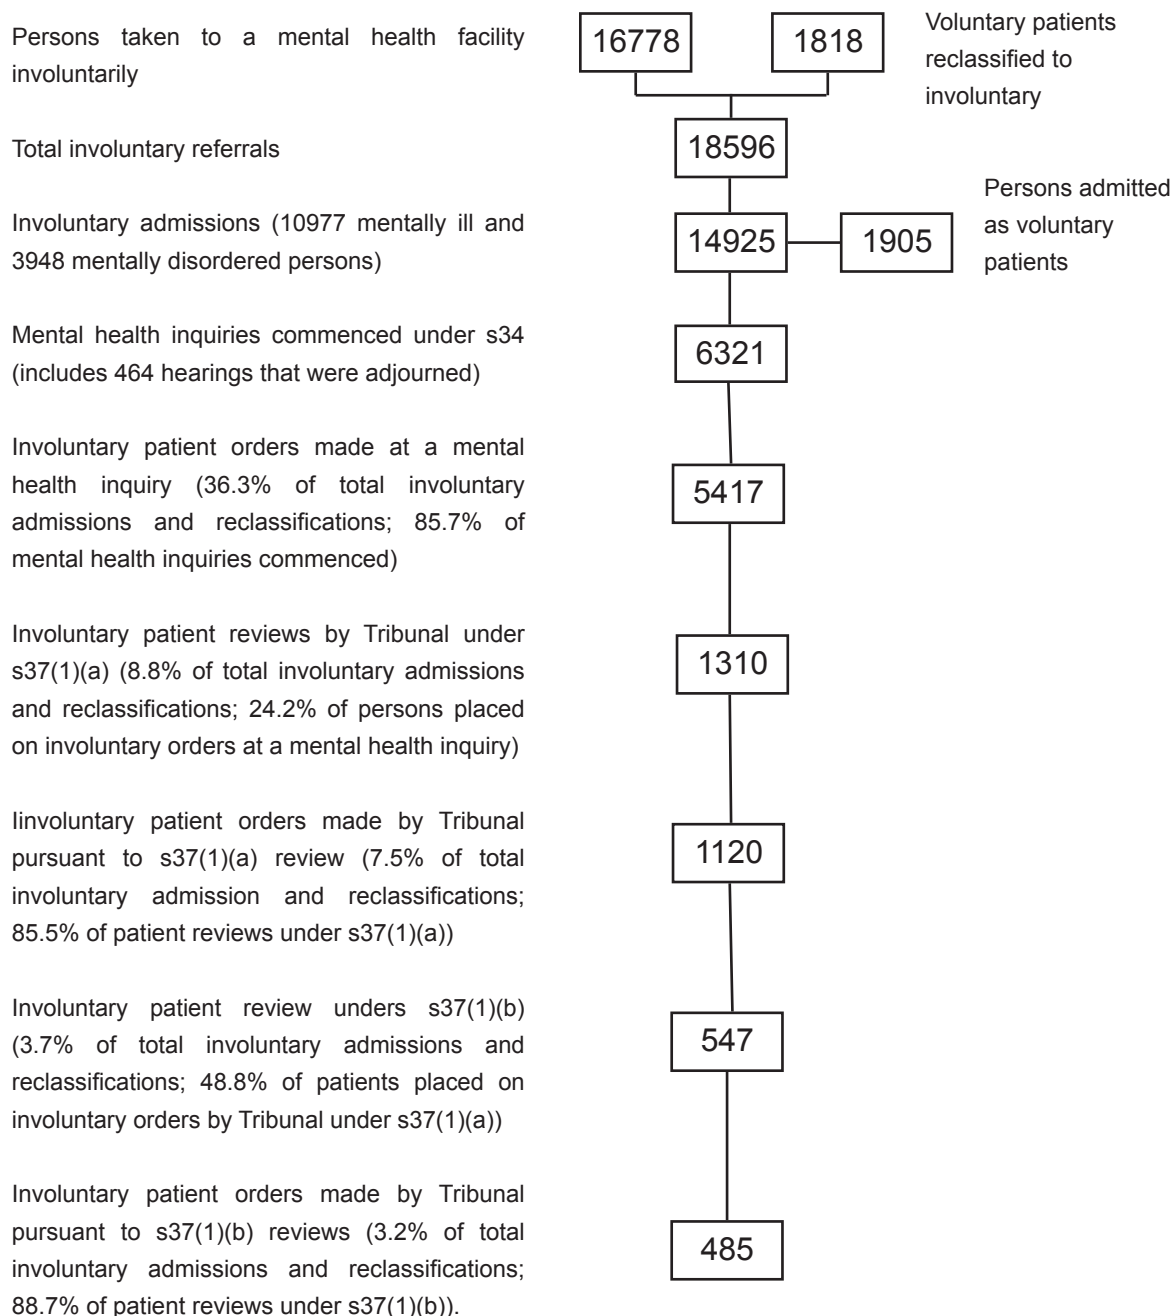 Persons taken to a mental health facility
involuntarily
16778
1818
Voluntary patients
reclassified to
involuntary
Total involuntary referrals
18596
Involuntary admissions (10977 mentally ill and
3948 mentally disordered persons)
14925
1905
Persons admitted
as voluntary
patients
Mental health inquiries commenced under s34
(includes 464 hearings that were adjourned)
6321
Involuntary patient orders made at a mental
health inquiry (36.3% of total involuntary
admissions and reclassifications; 85.7% of
mental health inquiries commenced)
5417
Involuntary patient reviews by Tribunal under
s37(1)(a) (8.8% of total involuntary admissions
and reclassifications; 24.2% of persons placed
on involuntary orders at a mental health inquiry)
1310
Iinvoluntary patient orders made by Tribunal
pursuant to s37(1)(a) review (7.5% of total
involuntary admission and reclassifications;
85.5% of patient reviews under s37(1)(a))
1120
Involuntary patient review unders s37(1)(b)
(3.7% of total involuntary admissions and
reclassifications; 48.8% of patients placed on
involuntary orders by Tribunal under s37(1)(a))
547
Involuntary patient orders made by Tribunal
pursuant to s37(1)(b) reviews (3.2% of total
involuntary admissions and reclassifications;
88.7% of patient reviews under s37(1)(b)).
485